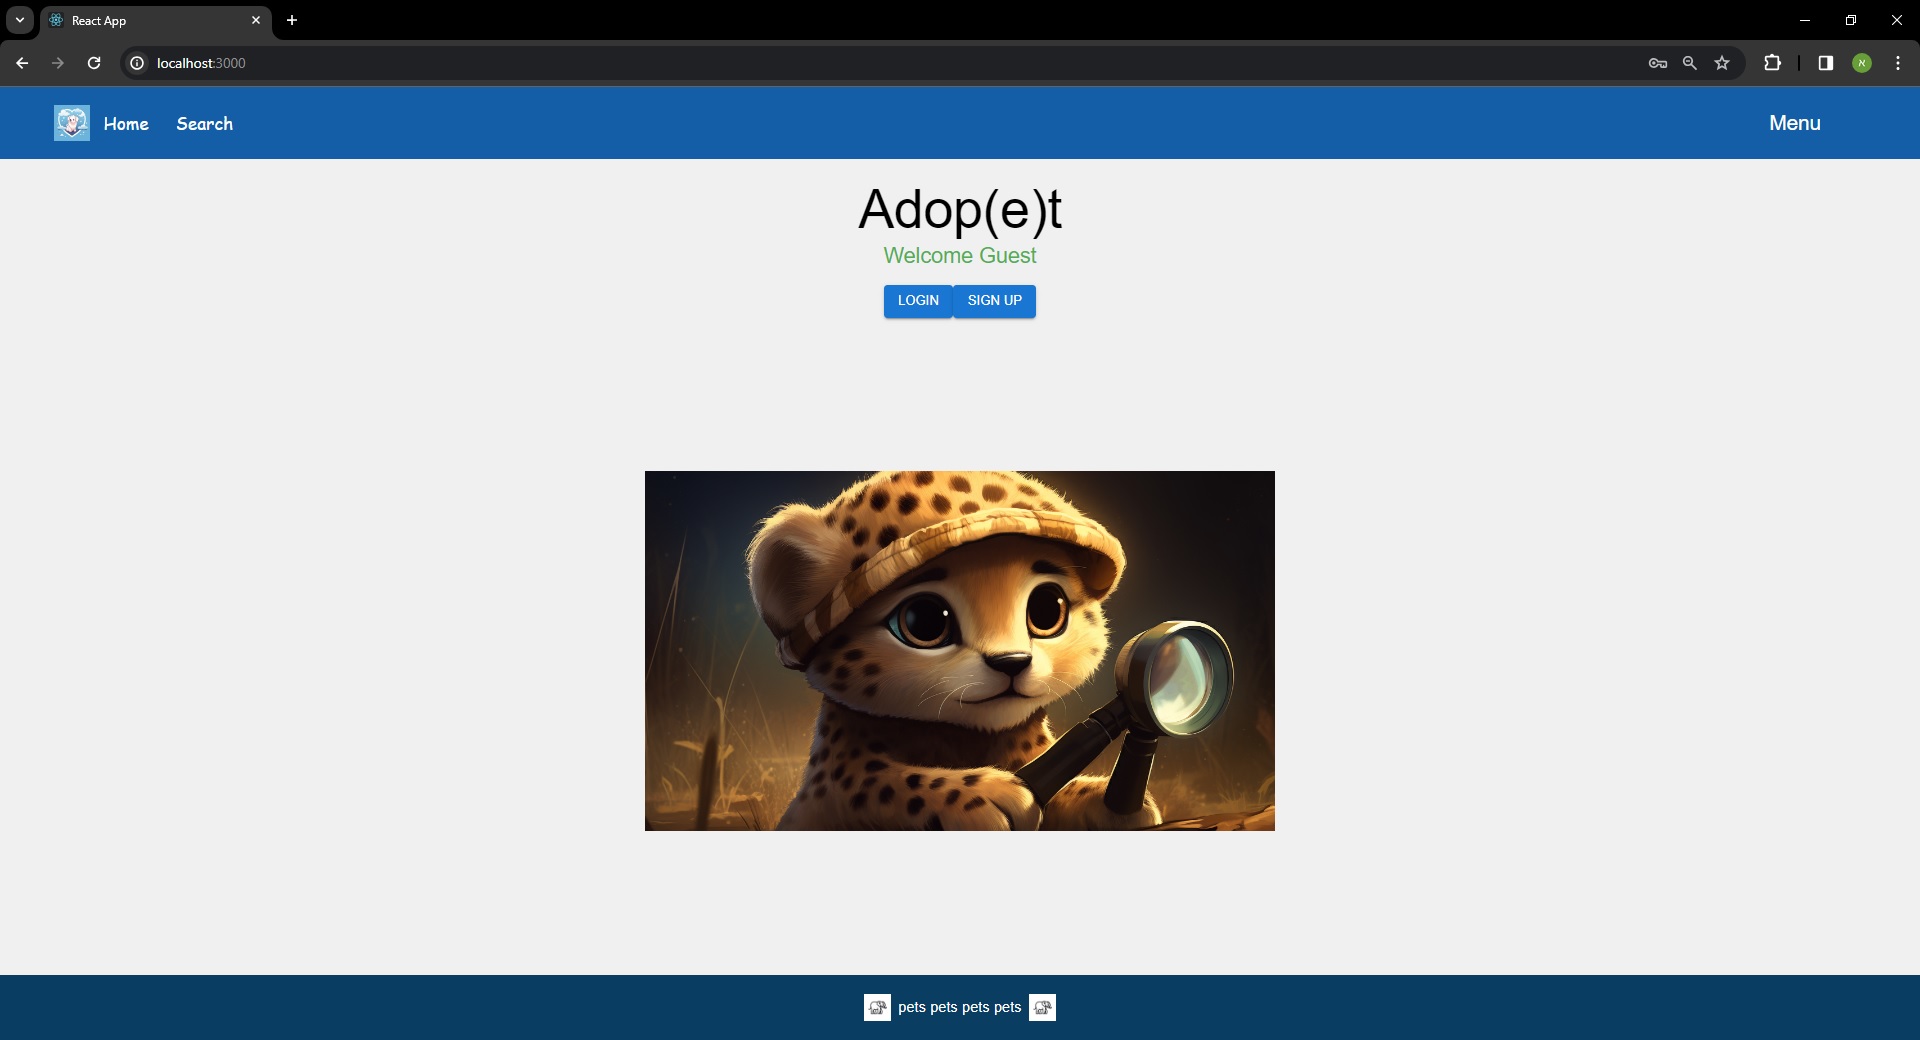 React App
localhost:3000
א
Home Search Menu
Adop(e)t
Welcome Guest
LOGIN SIGN UP
pets pets pets pets